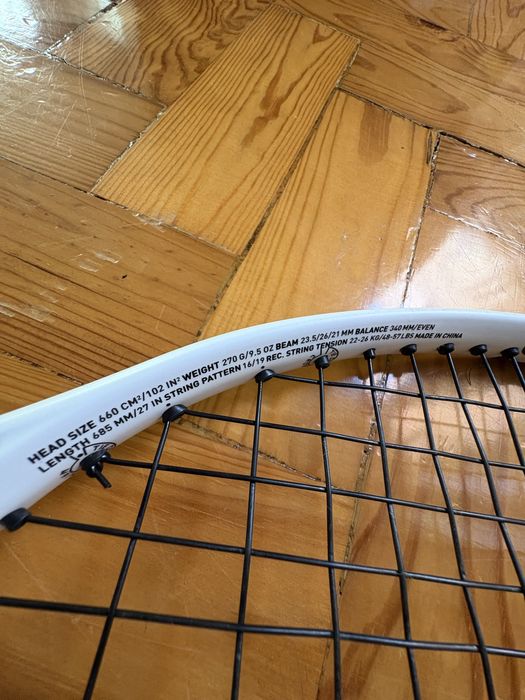 HEAD SIZE 660 CM²/102 IN² WEIGHT 270 G/9.5 OZ BEAM 23.5/26/21 MM BALANCE 340 MM/EVEN
LENGTH 685 MM/27 IN STRING PATTERN 16/19 REC. STRING TENSION 22-26 KG/48-57 LBS MADE IN CHINA